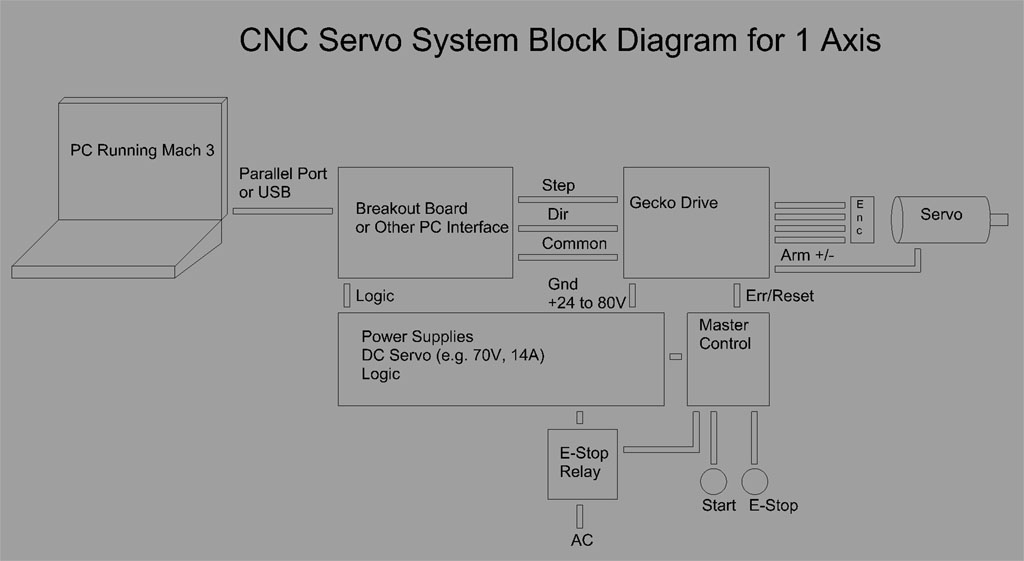 CNC Servo System Block Diagram for 1 Axis
PC Running Mach 3
Parallel Port
or USB
Breakout Board
or Other PC Interface
Step
Dir
Common
Gecko Drive
E
n
c
Servo
Arm +/-
Logic
Gnd
+24 to 80V
Err/Reset
Power Supplies
DC Servo (e.g. 70V, 14A)
Logic
Master
Control
E-Stop
Relay
Start
E-Stop
AC